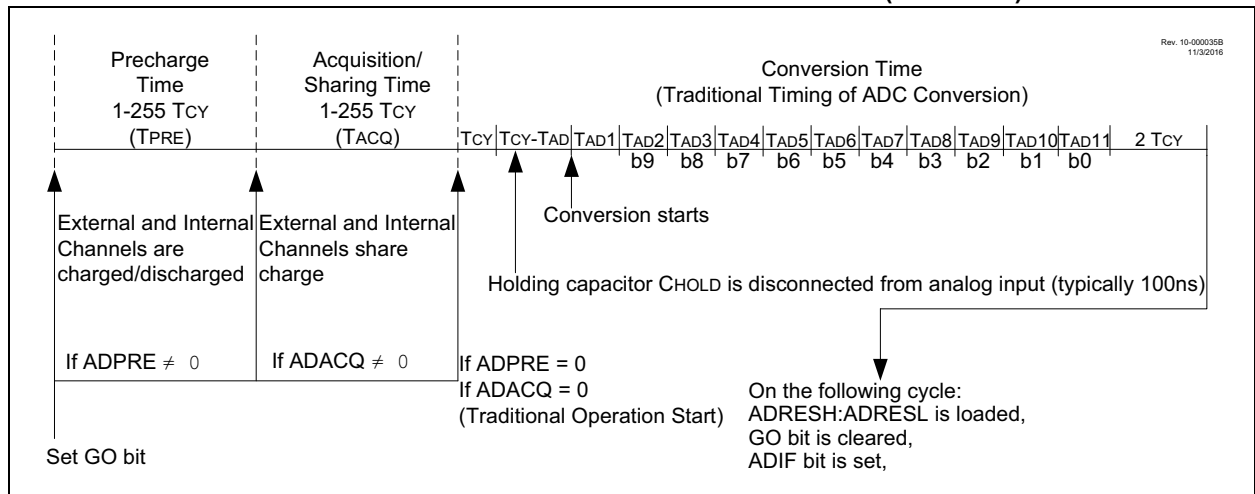 Rev. 10-000035B
11/3/2016
Precharge
Time
1-255 TCY
(TPRE)
Acquisition/
Sharing Time
1-255 TCY
(TACQ)
Conversion Time
(Traditional Timing of ADC Conversion)
TCY TCY-TAD TAD1 TAD2 TAD3 TAD4 TAD5 TAD6 TAD7 TAD8 TAD9 TAD10 TAD11 2 TCY
b9 b8 b7 b6 b5 b4 b3 b2 b1 b0
External and Internal
Channels are
charged/discharged
External and Internal
Channels share
charge
Conversion starts
Holding capacitor CHOLD is disconnected from analog input (typically 100ns)
If ADPRE ≠ 0
If ADACQ ≠ 0
If ADPRE = 0
If ADACQ = 0
(Traditional Operation Start)
On the following cycle:
ADRESH:ADRESL is loaded,
GO bit is cleared,
ADIF bit is set,
Set GO bit